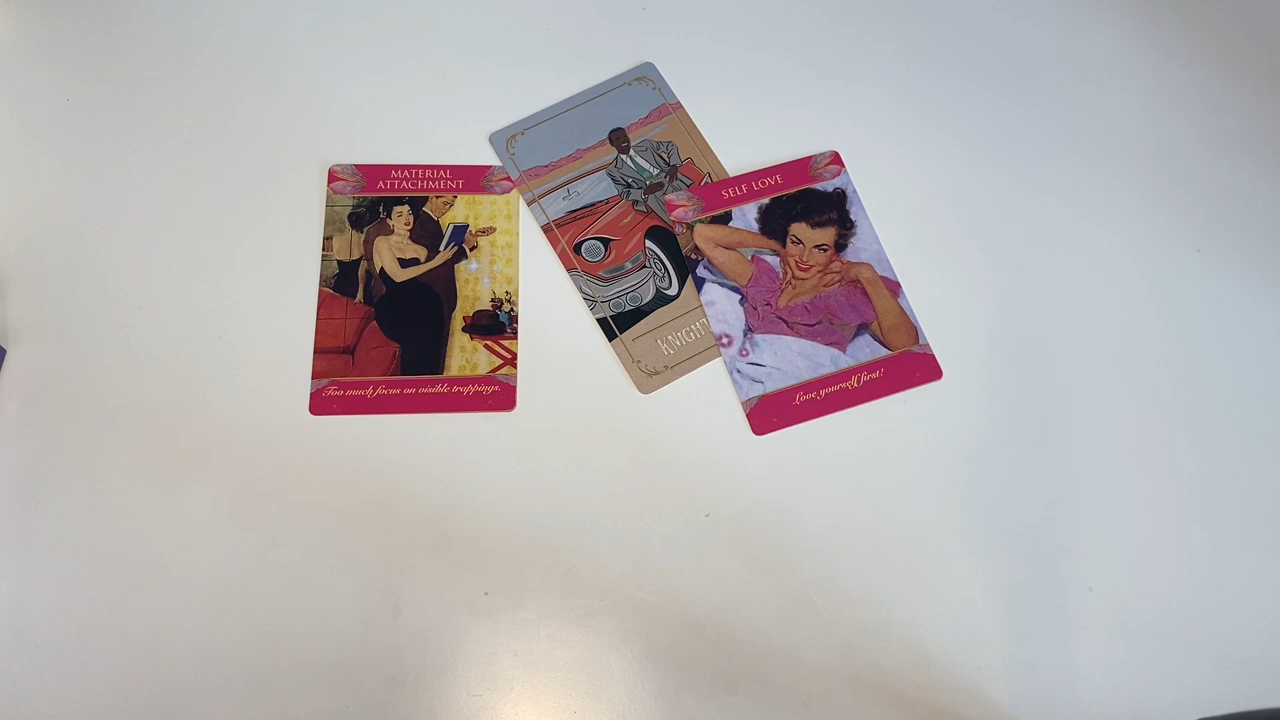 MATERIAL
ATTACHMENT
Too much focus on visible trappings.
KNIGHT
SELF LOVE
Love yourself first!